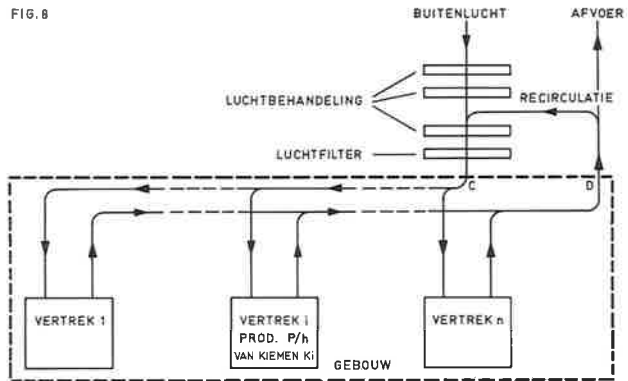 FIG.8
BUITENLUCHT
AFVOER
LUCHTBEHANDELING
RECIRCULATIE
LUCHTFILTER
C
D
VERTREK 1
VERTREK i
PROD. P/h
VAN KIEMEN Ki
VERTREK n
GEBOUW